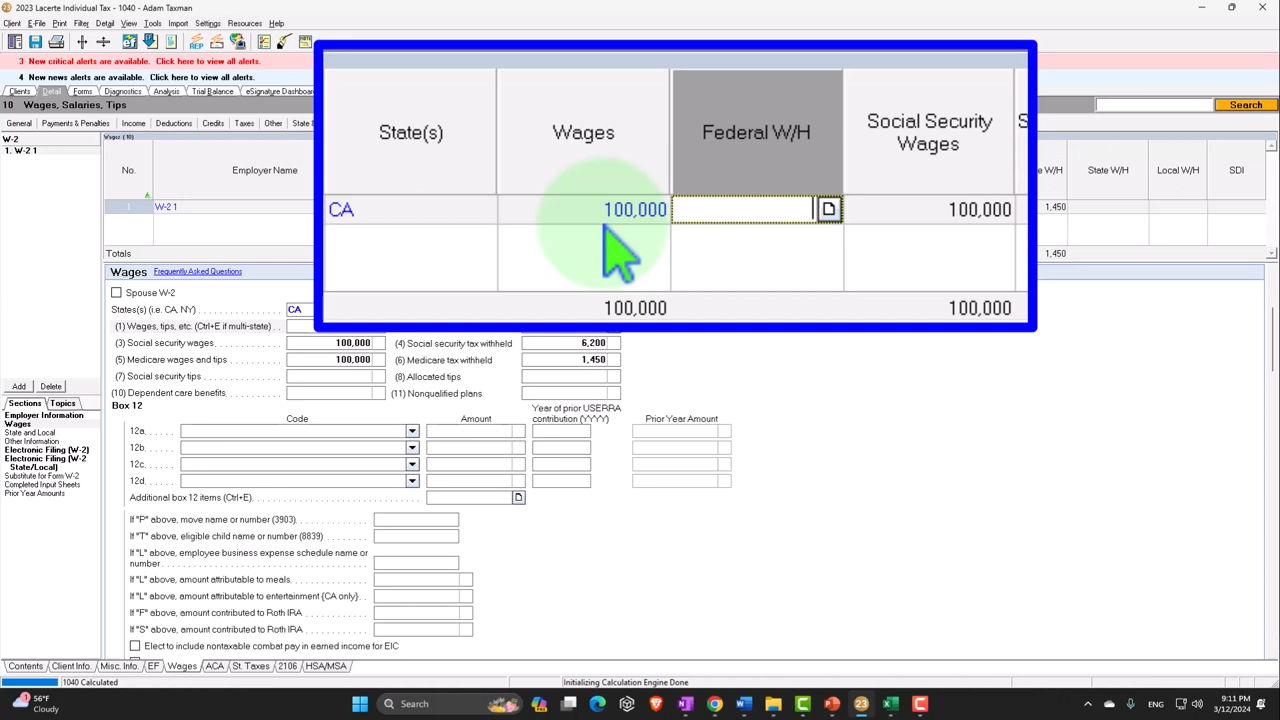 2023 Lacerte Individual Tax - 1040 - Adam Taxman
Client E-File Print Filter Detail View Tools Import Settings Resources Help
REP
3 New critical alerts are available. Click here to view all alerts.
4 New news alerts are available. Click here to view all alerts.
Clients Detail Forms Diagnostics Analysis Trial Balance eSignature Dashboard
10 Wages, Salaries, Tips
Search
General Payments & Penalties Income Deductions Credits Taxes Other State &
W-2
1. W-2 1
Wages (10)
No. Employer Name State(s) Wages Federal W/H Social Security Wages S e W/H State W/H Local W/H SDI
1 W-2 1 CA 100,000 100,000 1,450
Totals 100,000 100,000 1,450
Wages Frequently Asked Questions
Spouse W-2
States(s) (i.e. CA, NY) CA
(1) Wages, tips, etc. (Ctrl+E if multi-state)
(3) Social security wages 100,000 (4) Social security tax withheld 6,200
(5) Medicare wages and tips 100,000 (6) Medicare tax withheld 1,450
(7) Social security tips (8) Allocated tips
(10) Dependent care benefits (11) Nonqualified plans
Add Delete
Sections Topics
Employer Information
Wages
State and Local
Other Information
Electronic Filing (W-2)
Electronic Filing (W-2
State/Local)
Substitute for Form W-2
Completed Input Sheets
Prior Year Amounts
Box 12
Code Amount Year of prior USERRA contribution (YYYY) Prior Year Amount
12a
12b
12c
12d
Additional box 12 items (Ctrl+E)
If "P" above, move name or number (3903)
If "T" above, eligible child name or number (8839)
If "L" above, employee business expense schedule name or
number
If "L" above, amount attributable to meals
If "L" above, amount attributable to entertainment {CA only}
If "F" above, amount contributed to Roth IRA
If "S" above, amount contributed to Roth IRA
Elect to include nontaxable combat pay in earned income for EIC
Contents Client Info. Misc. Info. EF Wages ACA St. Taxes 2106 HSA/MSA
1040 Calculated Initializing Calculation Engine Done
1 56°F
Cloudy
Search
23
ENG
9:11 PM
3/12/2024